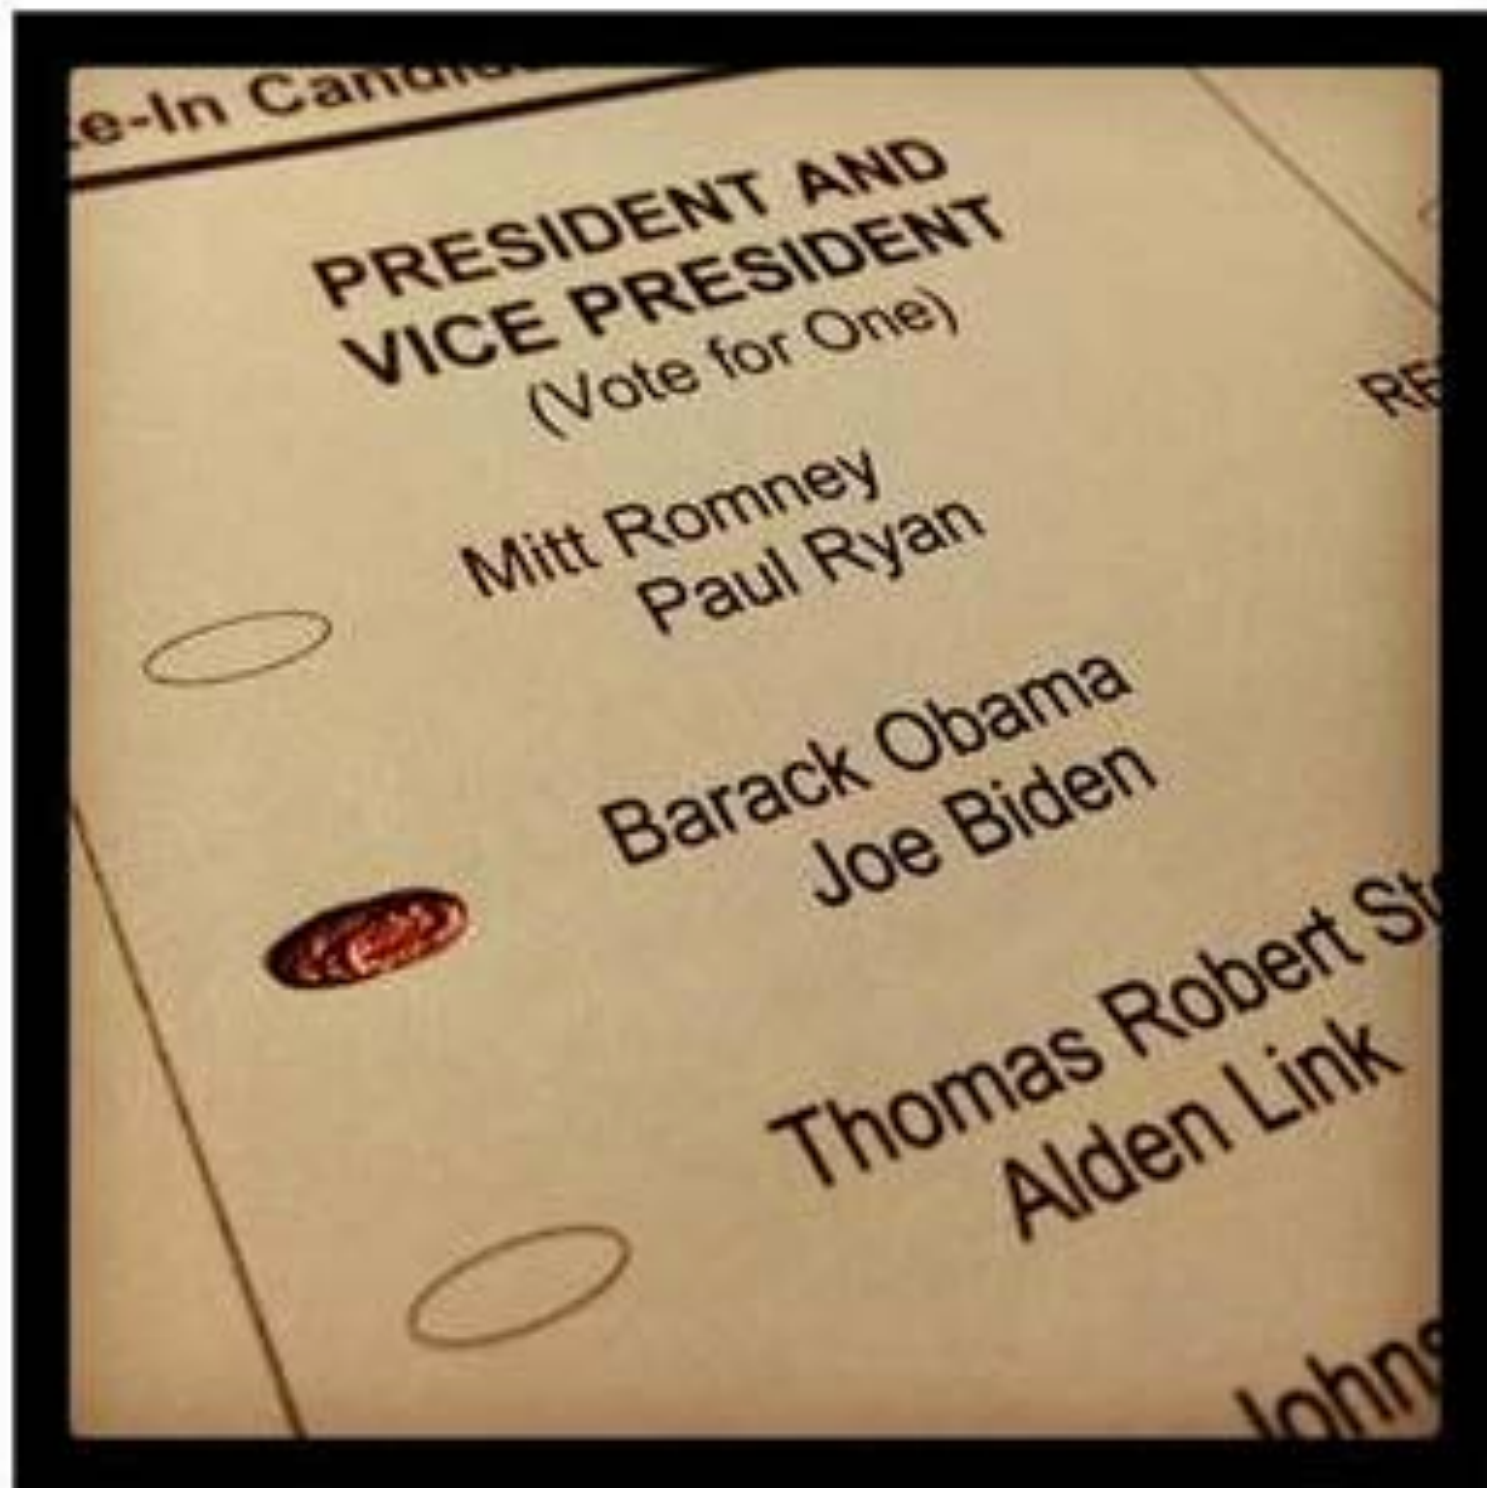 PRESIDENT AND
VICE PRESIDENT
(Vote for One)
Mitt Romney
Paul Ryan
Barack Obama
Joe Biden
Thomas Robert
Alden Link